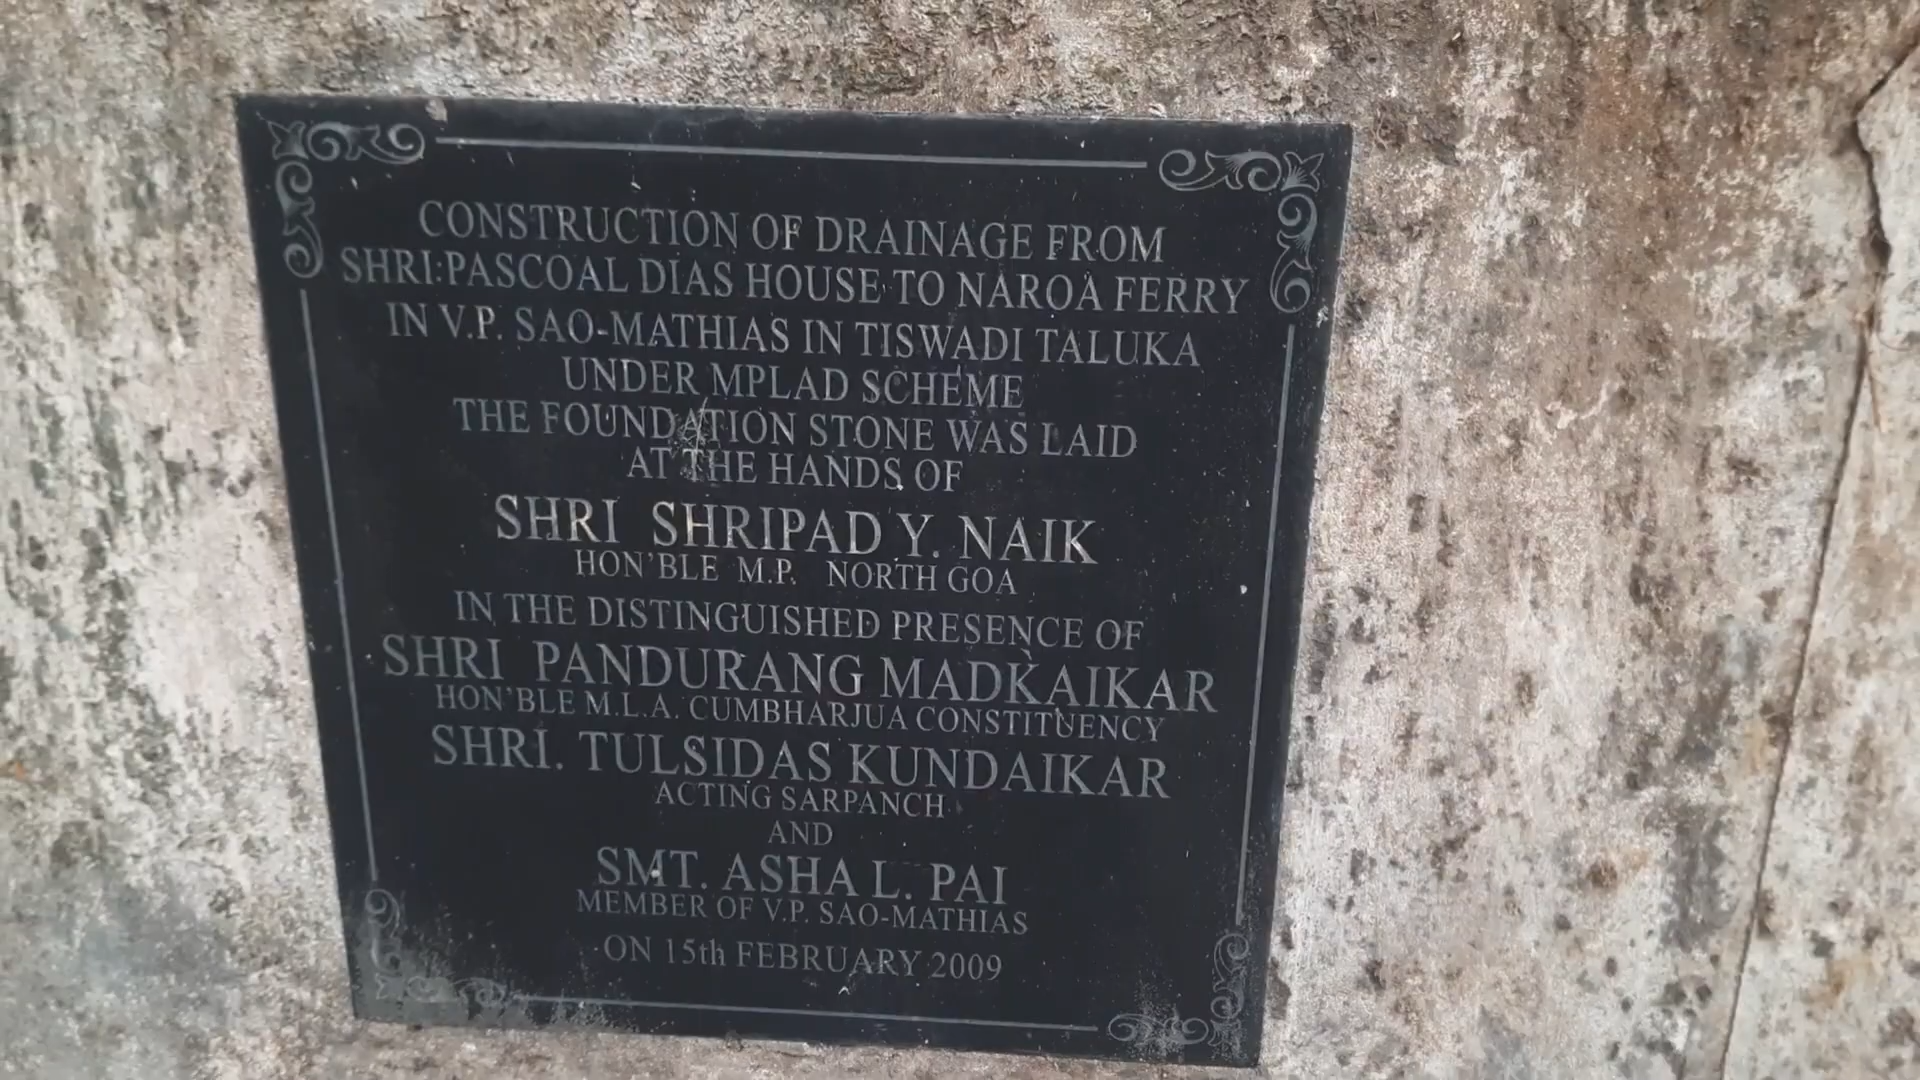 CONSTRUCTION OF DRAINAGE FROM
SHRI:PASCOAL DIAS HOUSE TO NAROA FERRY
IN V.P. SAO-MATHIAS IN TISWADI TALUKA
UNDER MPLAD SCHEME
THE FOUNDATION STONE WAS LAID
AT THE HANDS OF
SHRI SHRIPAD Y. NAIK
HON'BLE M.P. NORTH GOA
IN THE DISTINGUISHED PRESENCE OF
SHRI PANDURANG MADKAIKAR
HON'BLE M.L.A. CUMBHARJUA CONSTITUENCY
SHRI. TULSIDAS KUNDAIKAR
ACTING SARPANCH
AND
SMT. ASHA L. PAI
MEMBER OF V.P. SAO-MATHIAS
ON 15th FEBRUARY 2009